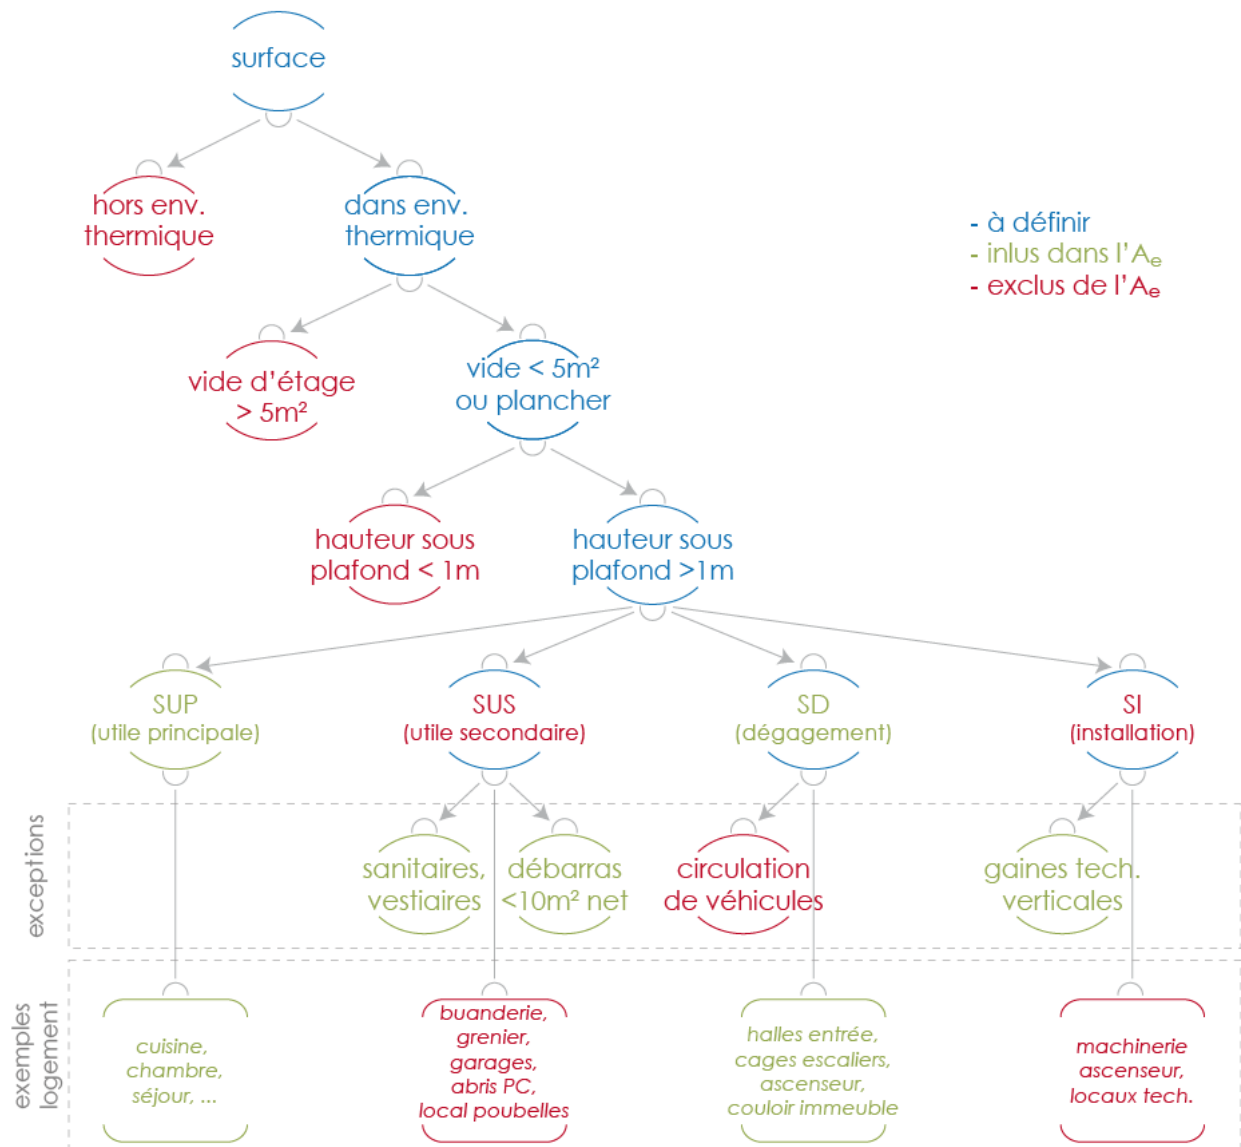 surface
hors env.
thermique
dans env.
thermique
- à définir
- inlus dans l'Aₑ
- exclus de l'Aₑ
vide d'étage
> 5m²
vide < 5m²
ou plancher
hauteur sous
plafond < 1m
hauteur sous
plafond >1m
SUP
(utile principale)
SUS
(utile secondaire)
SD
(dégagement)
SI
(installation)
exceptions
sanitaires,
vestiaires
débarras
<10m² net
circulation
de véhicules
gaines tech.
verticales
exemples
logement
cuisine,
chambre,
séjour, ...
buanderie,
grenier,
garages,
abris PC,
local poubelles
halles entrée,
cages escaliers,
ascenseur,
couloir immeuble
machinerie
ascenseur,
locaux tech.